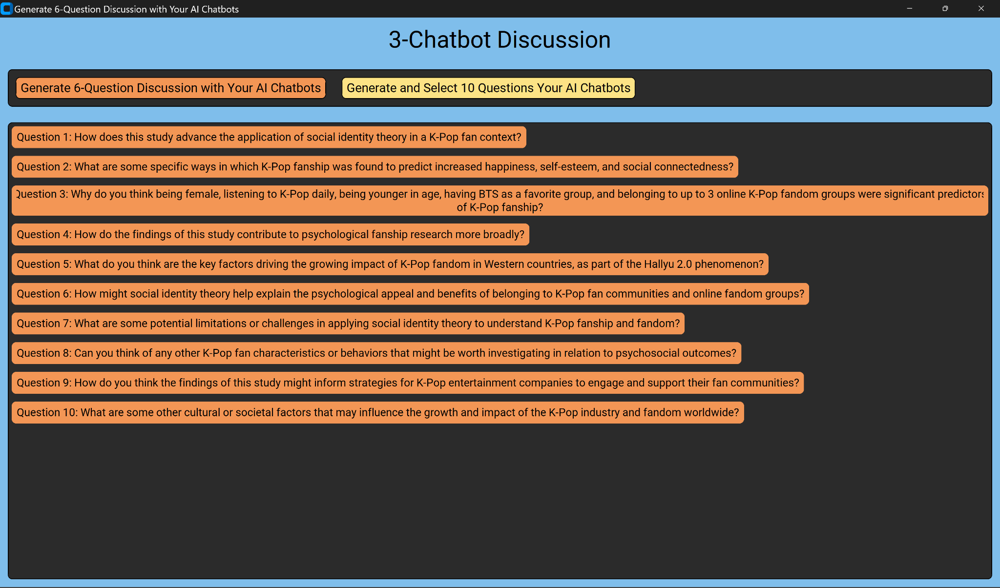 Generate 6-Question Discussion with Your AI Chatbots
3-Chatbot Discussion
Generate 6-Question Discussion with Your AI Chatbots
Generate and Select 10 Questions Your AI Chatbots
Question 1: How does this study advance the application of social identity theory in a K-Pop fan context?
Question 2: What are some specific ways in which K-Pop fanship was found to predict increased happiness, self-esteem, and social connectedness?
Question 3: Why do you think being female, listening to K-Pop daily, being younger in age, having BTS as a favorite group, and belonging to up to 3 online K-Pop fandom groups were significant predictors
of K-Pop fanship?
Question 4: How do the findings of this study contribute to psychological fanship research more broadly?
Question 5: What do you think are the key factors driving the growing impact of K-Pop fandom in Western countries, as part of the Hallyu 2.0 phenomenon?
Question 6: How might social identity theory help explain the psychological appeal and benefits of belonging to K-Pop fan communities and online fandom groups?
Question 7: What are some potential limitations or challenges in applying social identity theory to understand K-Pop fanship and fandom?
Question 8: Can you think of any other K-Pop fan characteristics or behaviors that might be worth investigating in relation to psychosocial outcomes?
Question 9: How do you think the findings of this study might inform strategies for K-Pop entertainment companies to engage and support their fan communities?
Question 10: What are some other cultural or societal factors that may influence the growth and impact of the K-Pop industry and fandom worldwide?